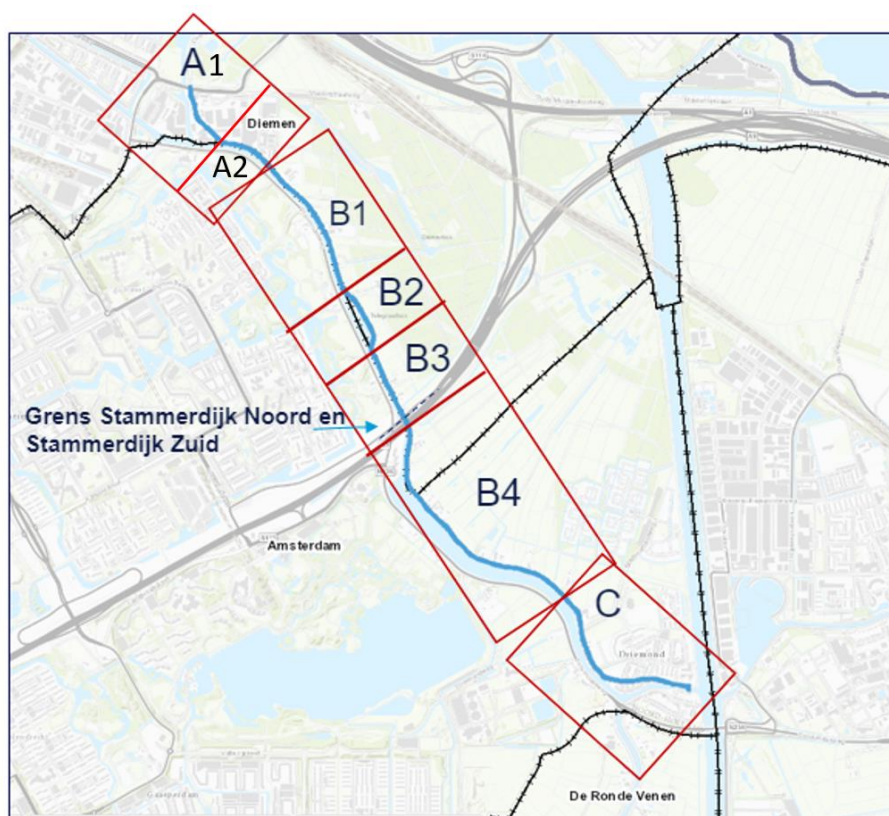 A1
Diemen
A2
B1
B2
B3
Grens Stammerdijk Noord en
Stammerdijk Zuid
B4
Amsterdam
C
Driemond
De Ronde Venen